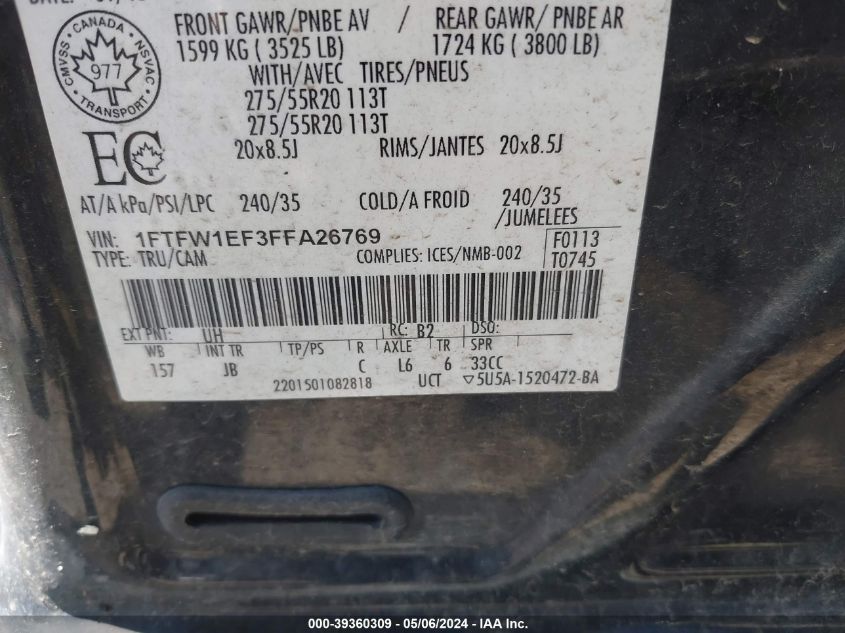 FRONT GAWR/PNBE AV / REAR GAWR/ PNBE AR
1599 KG ( 3525 LB) 1724 KG ( 3800 LB)
WITH/AVEC TIRES/PNEUS
275/55R20 113T
275/55R20 113T
20x8.5J RIMS/JANTES 20x8.5J
CMVSS CANADA NSVAC
977
TRANSPORT
EC
AT/A kPa/PSI/LPC 240/35 COLD/A FROID 240/35
/JUMELEES
VIN: 1FTFW1EF3FFA26769 F0113
TYPE: TRU/CAM COMPLIES: ICES/NMB-002 T0745
EXT PNT: UH RC: B2 DSO:
WB INT TR TP/PS R AXLE TR SPR
157 JB C L6 6 33CC
2201501082818 UCT ▽5U5A-1520472-BA
000-39360309 - 05/06/2024 - IAA Inc.